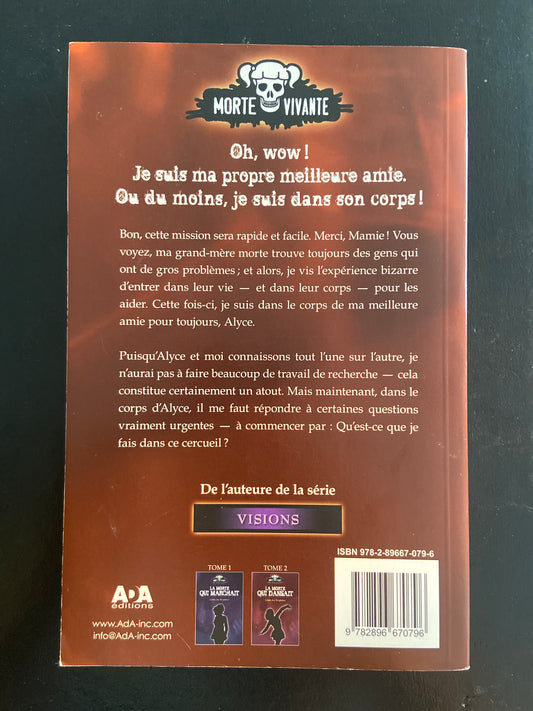 MORTE VIVANTE
Oh, wow !
Je suis ma propre meilleure amie.
Ou du moins, je suis dans son corps !
Bon, cette mission sera rapide et facile. Merci, Mamie ! Vous
voyez, ma grand-mère morte trouve toujours des gens qui
ont de gros problèmes ; et alors, je vis l'expérience bizarre
d'entrer dans leur vie — et dans leur corps — pour les
aider. Cette fois-ci, je suis dans le corps de ma meilleure
amie pour toujours, Alyce.
Puisqu'Alyce et moi connaissons tout l'une sur l'autre, je
n'aurai pas à faire beaucoup de travail de recherche — cela
constitue certainement un atout. Mais maintenant, dans le
corps d'Alyce, il me faut répondre à certaines questions
vraiment urgentes — à commencer par : Qu'est-ce que je
fais dans ce cercueil ?
De l'auteure de la série
VISIONS
TOME 1
TOME 2
LA MORTE
QUI MARCHAIT
LA MORTE
QUI DANSAIT
ISBN 978-2-89667-079-6
9 782896 670796
AdA
éditions
www.AdA-inc.com
info@AdA-inc.com